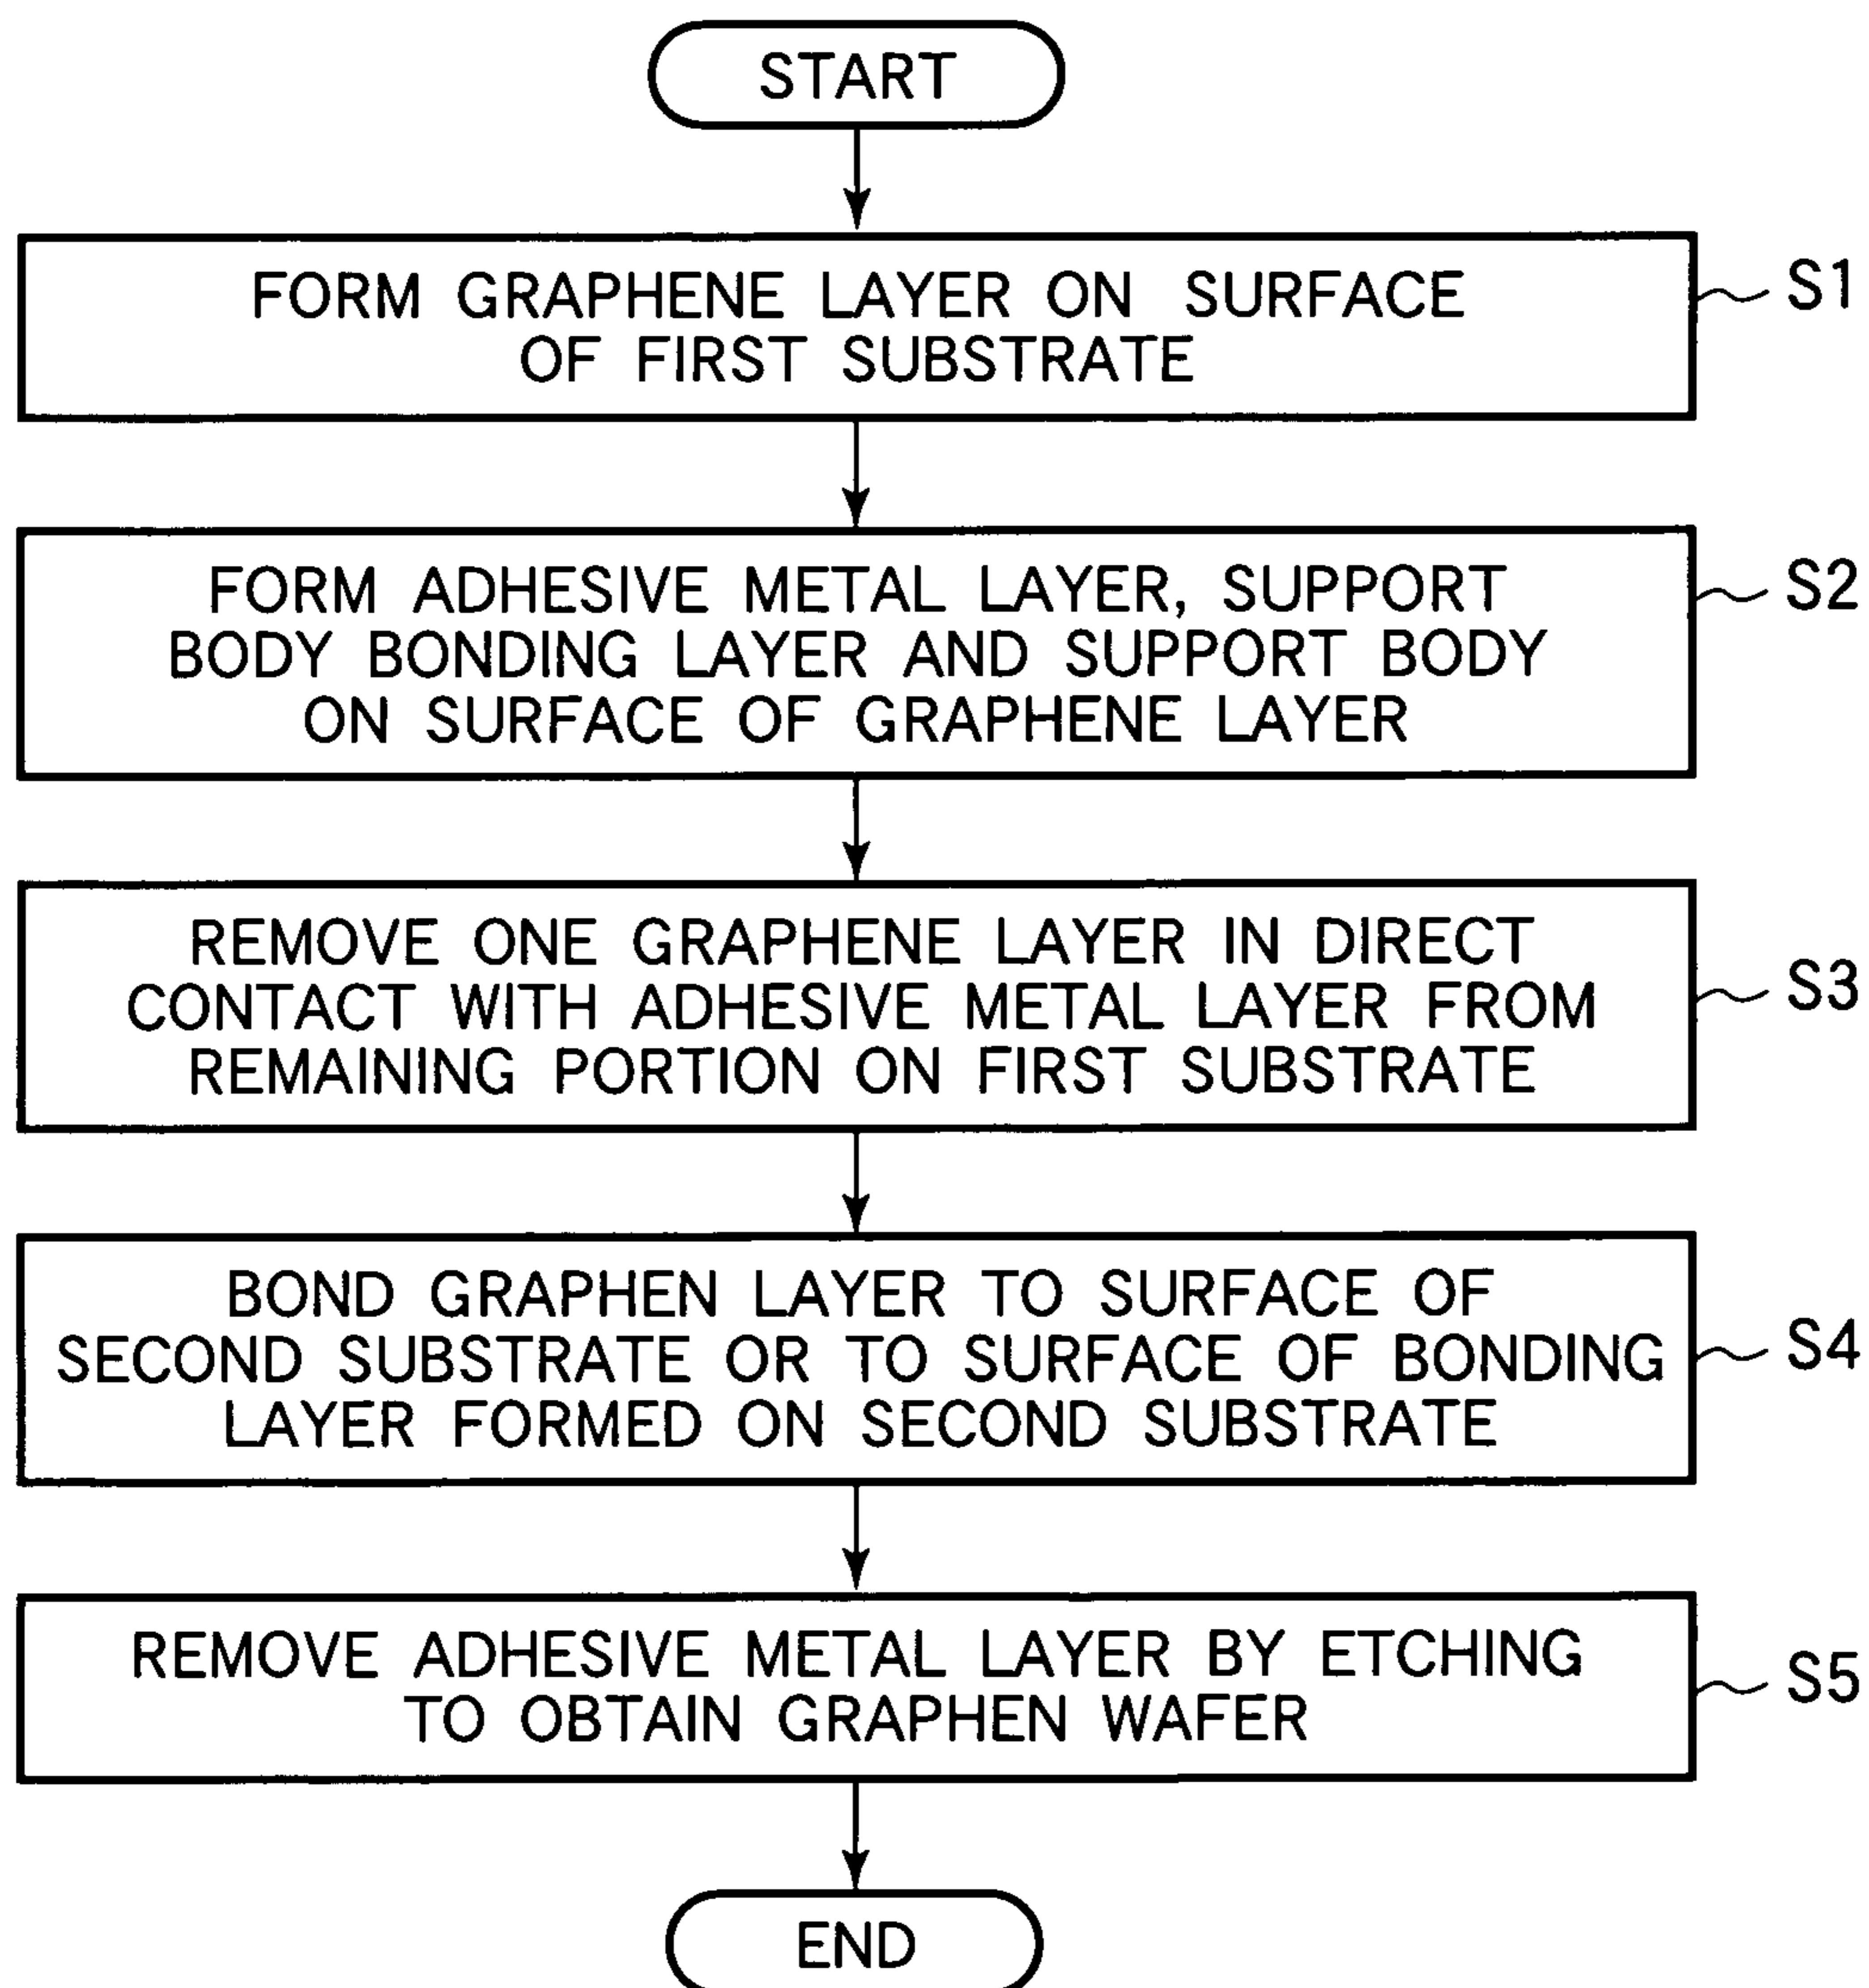 START
FORM GRAPHENE LAYER ON SURFACE
OF FIRST SUBSTRATE
S1
FORM ADHESIVE METAL LAYER, SUPPORT
BODY BONDING LAYER AND SUPPORT BODY
ON SURFACE OF GRAPHENE LAYER
S2
REMOVE ONE GRAPHENE LAYER IN DIRECT
CONTACT WITH ADHESIVE METAL LAYER FROM
REMAINING PORTION ON FIRST SUBSTRATE
S3
BOND GRAPHEN LAYER TO SURFACE OF
SECOND SUBSTRATE OR TO SURFACE OF BONDING
LAYER FORMED ON SECOND SUBSTRATE
S4
REMOVE ADHESIVE METAL LAYER BY ETCHING
TO OBTAIN GRAPHEN WAFER
S5
END